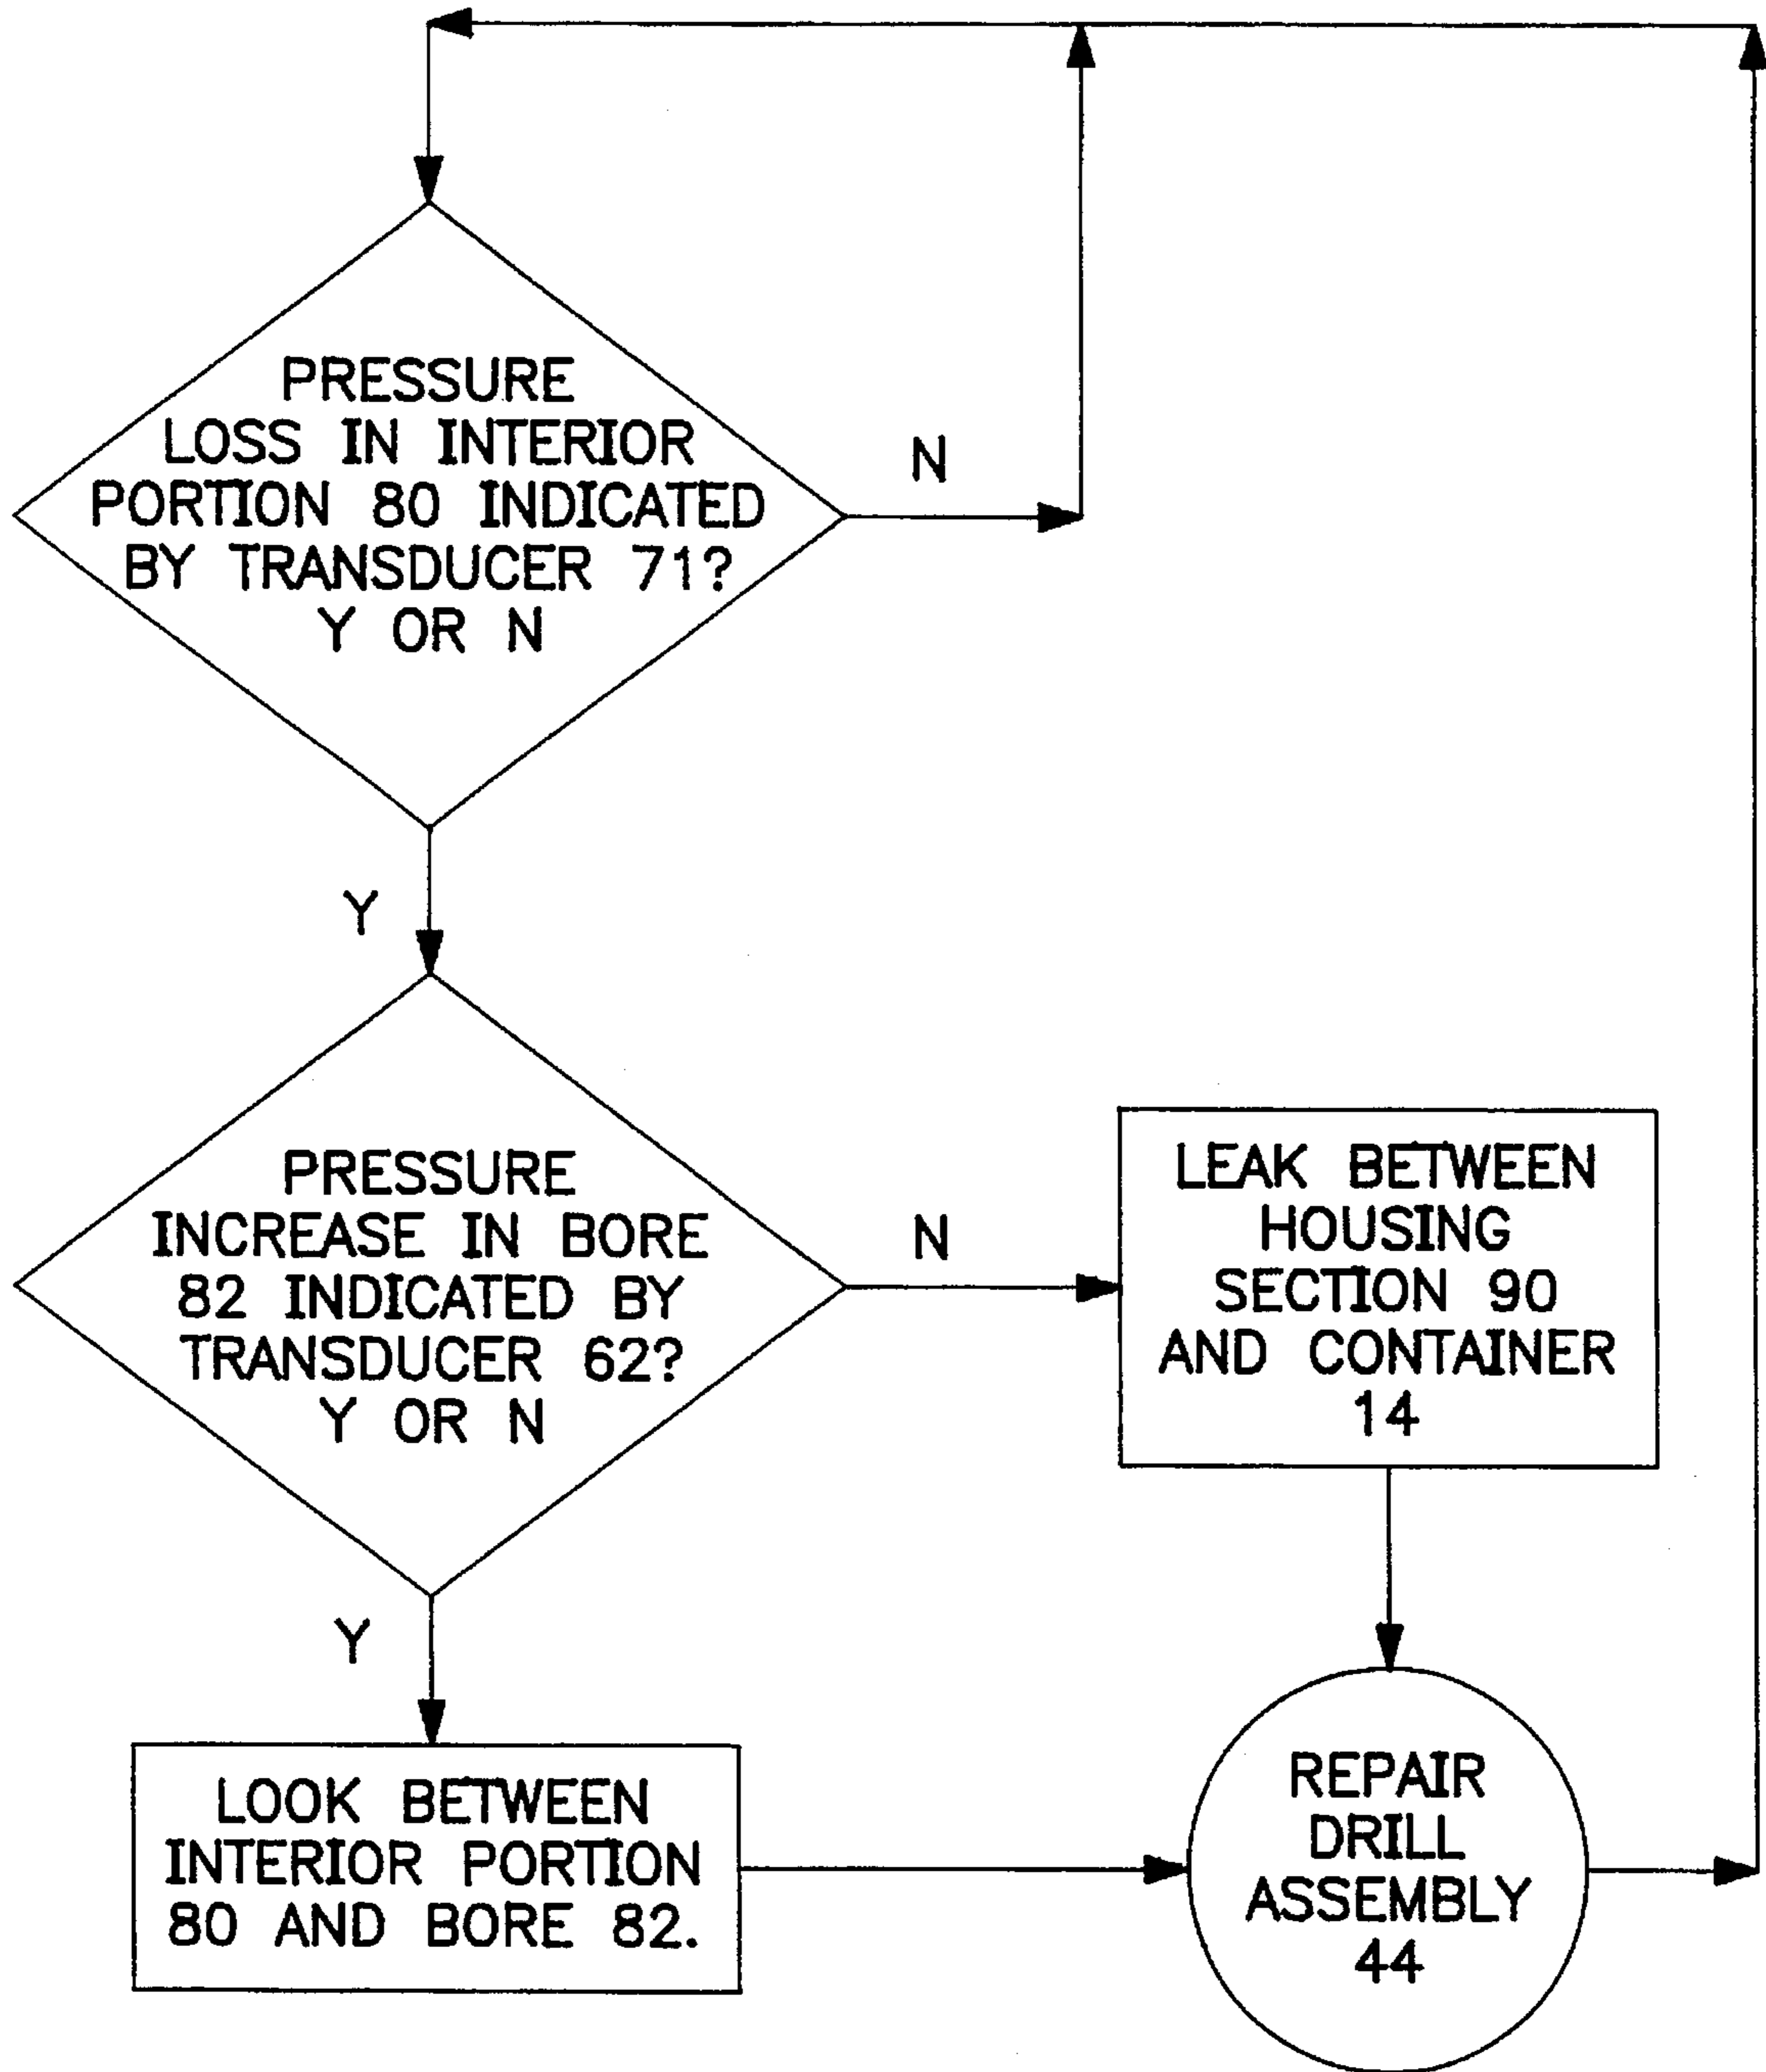 PRESSURE
LOSS IN INTERIOR
PORTION 80 INDICATED
BY TRANSDUCER 71?
Y OR N
N
Y
PRESSURE
INCREASE IN BORE
82 INDICATED BY
TRANSDUCER 62?
Y OR N
N
LEAK BETWEEN
HOUSING
SECTION 90
AND CONTAINER
14
Y
LOOK BETWEEN
INTERIOR PORTION
80 AND BORE 82.
REPAIR
DRILL
ASSEMBLY
44